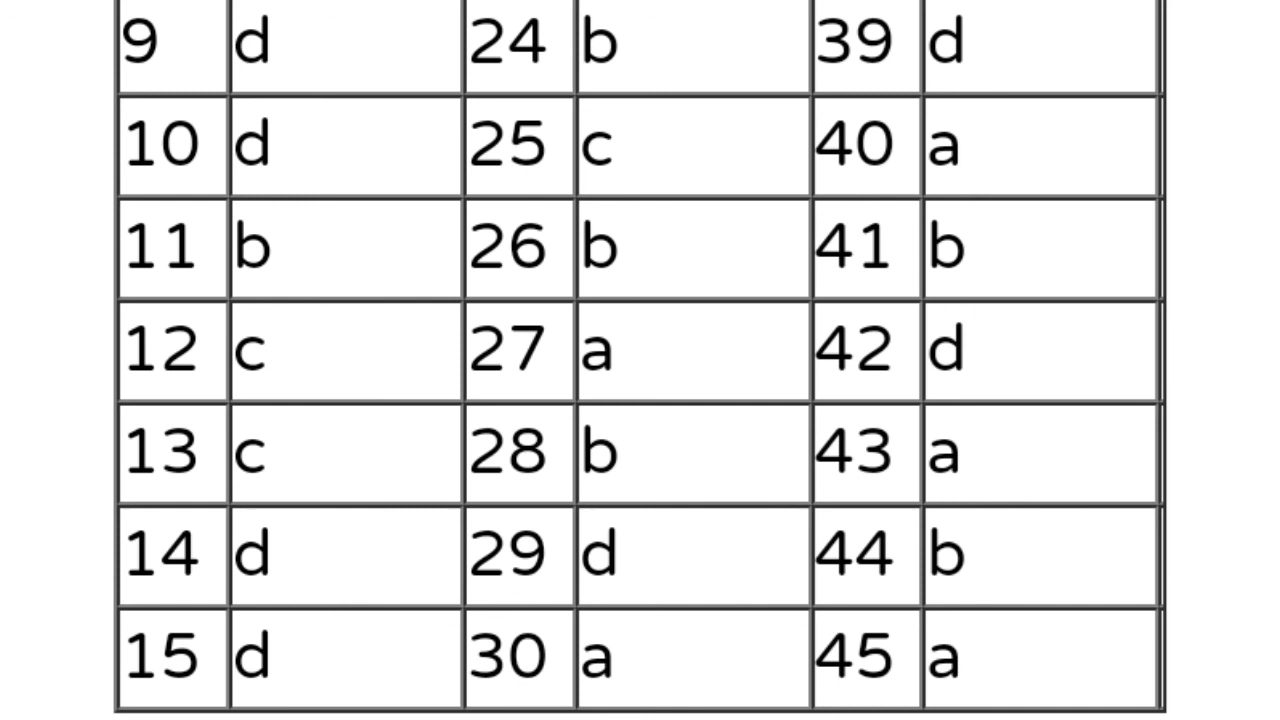 9 d 24 b 39 d
10 d 25 c 40 a
11 b 26 b 41 b
12 c 27 a 42 d
13 c 28 b 43 a
14 d 29 d 44 b
15 d 30 a 45 a